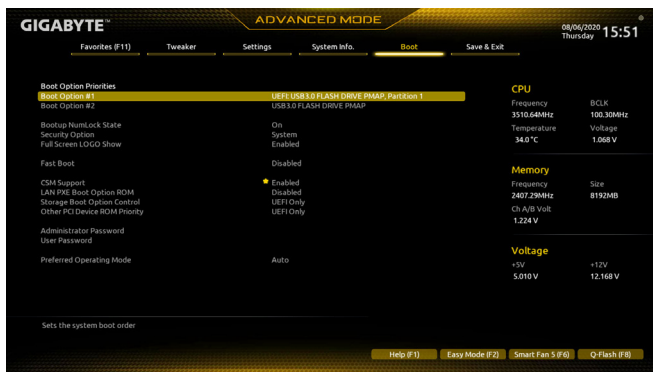 GIGABYTE™
ADVANCED MODE
08/06/2020 Thursday 15:51
Favorites (F11) Tweaker Settings System Info. Boot Save & Exit
Boot Option Priorities
Boot Option #1 UEFI: USB3.0 FLASH DRIVE PMAP, Partition 1
Boot Option #2 USB3.0 FLASH DRIVE PMAP
Bootup NumLock State On
Security Option System
Full Screen LOGO Show Enabled
Fast Boot Disabled
CSM Support Enabled
LAN PXE Boot Option ROM Disabled
Storage Boot Option Control UEFI Only
Other PCI Device ROM Priority UEFI Only
Administrator Password
User Password
Preferred Operating Mode Auto
CPU
Frequency BCLK
3510.64MHz 100.30MHz
Temperature Voltage
34.0 °C 1.068 V
Memory
Frequency Size
2407.29MHz 8192MB
Ch A/B Volt
1.224 V
Voltage
+5V +12V
5.010 V 12.168 V
Sets the system boot order
Help (F1) Easy Mode (F2) Smart Fan 5 (F6) Q-Flash (F8)